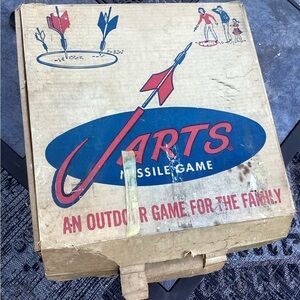 JARTS
MISSILE GAME
AN OUTDOOR GAME FOR THE FAMILY